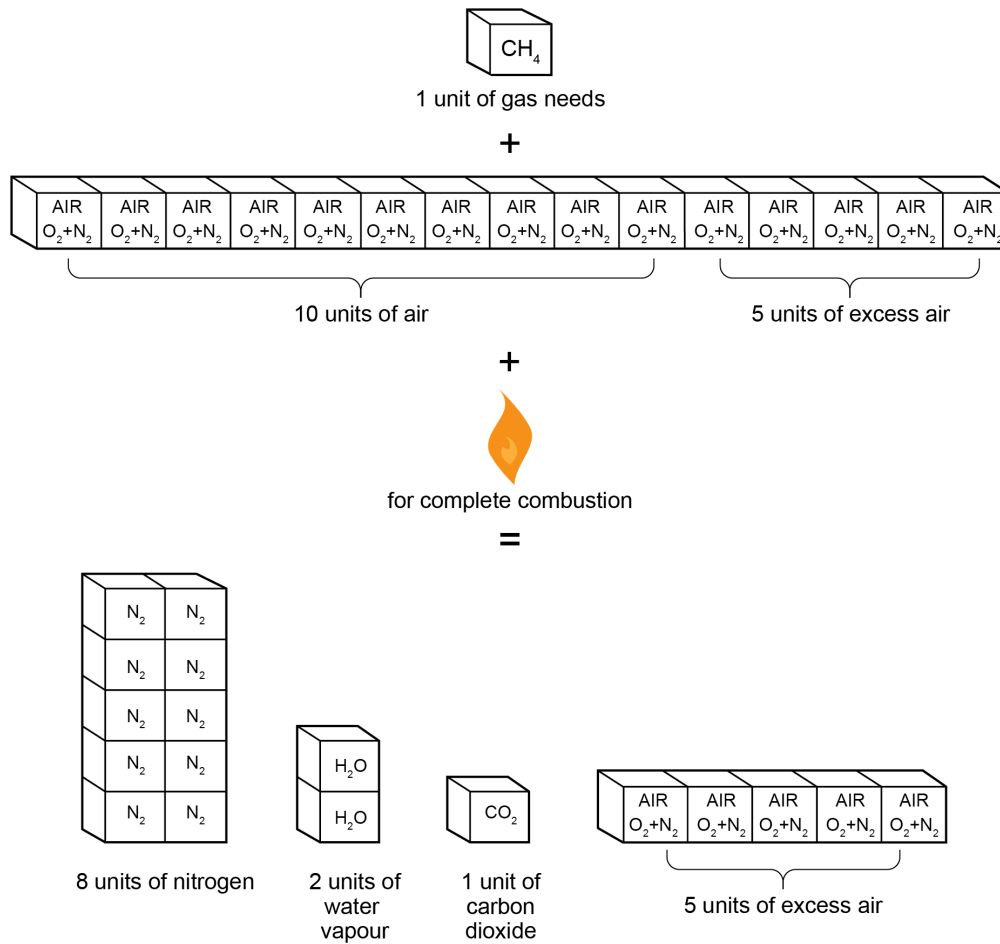 CH₄
1 unit of gas needs
+
AIR AIR AIR AIR AIR AIR AIR AIR AIR AIR AIR AIR AIR AIR AIR
O₂+N₂ O₂+N₂ O₂+N₂ O₂+N₂ O₂+N₂ O₂+N₂ O₂+N₂ O₂+N₂ O₂+N₂ O₂+N₂ O₂+N₂ O₂+N₂ O₂+N₂ O₂+N₂ O₂+N₂
10 units of air 5 units of excess air
+
for complete combustion
=
N₂ N₂
N₂ N₂
N₂ N₂
N₂ N₂
N₂ N₂
H₂O
H₂O
CO₂
AIR AIR AIR AIR AIR
O₂+N₂ O₂+N₂ O₂+N₂ O₂+N₂ O₂+N₂
8 units of nitrogen
2 units of
water
vapour
1 unit of
carbon
dioxide
5 units of excess air